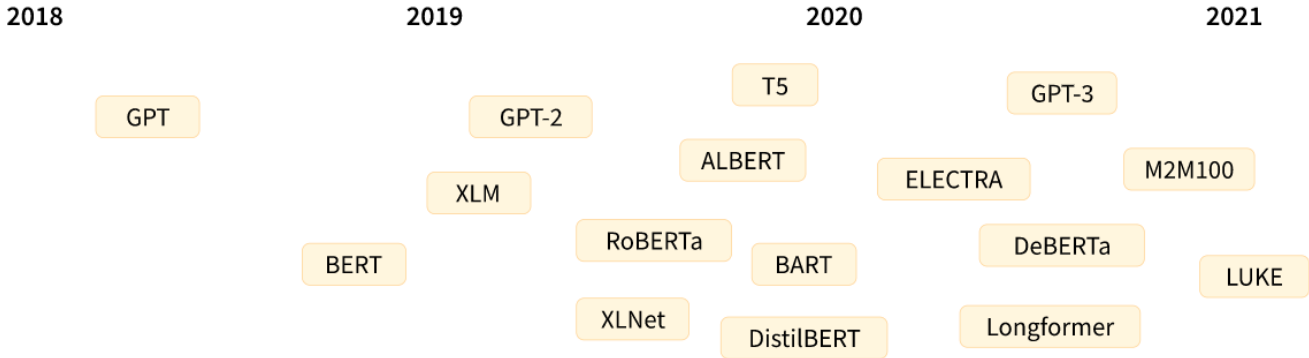 2018 2019 2020 2021
T5
GPT-3
GPT GPT-2
ALBERT
M2M100
ELECTRA
XLM
RoBERTa
DeBERTa
BERT BART
LUKE
XLNet
Longformer
DistilBERT